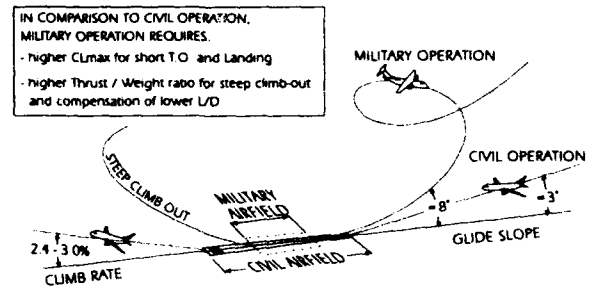 IN COMPARISON TO CIVIL OPERATION,
MILITARY OPERATION REQUIRES.
- higher CLmax for short T.O and Landing
- higher Thrust / Weight ratio for steep climb-out
and compensation of lower L/D
MILITARY OPERATION
CIVIL OPERATION
STEEP CLIMB OUT
MILITARY
AIRFIELD
≈8°
≈3°
2.4 - 3.0%
GLIDE SLOPE
CIVIL AIRFIELD
CLIMB RATE